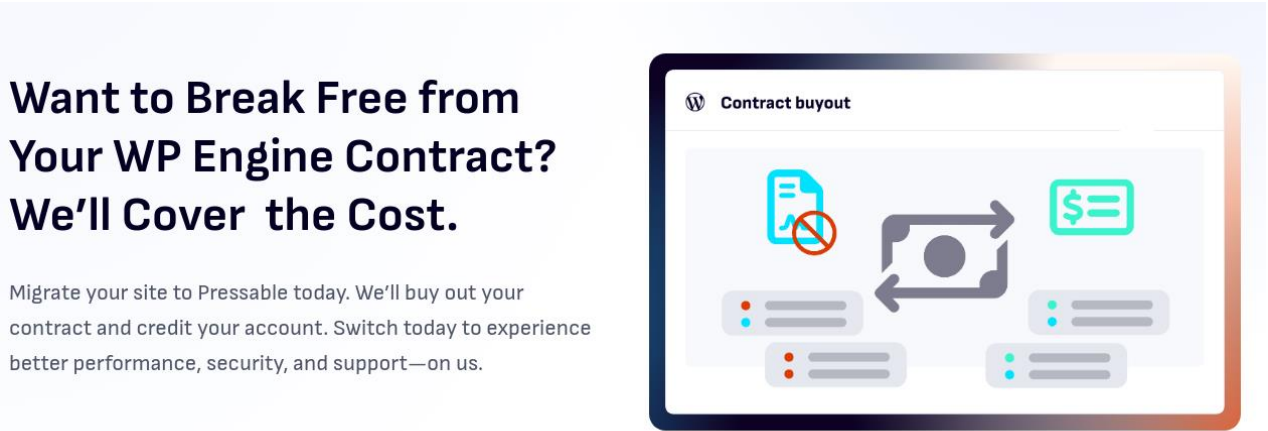 Want to Break Free from
Your WP Engine Contract?
We’ll Cover the Cost.
Migrate your site to Pressable today. We’ll buy out your
contract and credit your account. Switch today to experience
better performance, security, and support—on us.
Contract buyout
$